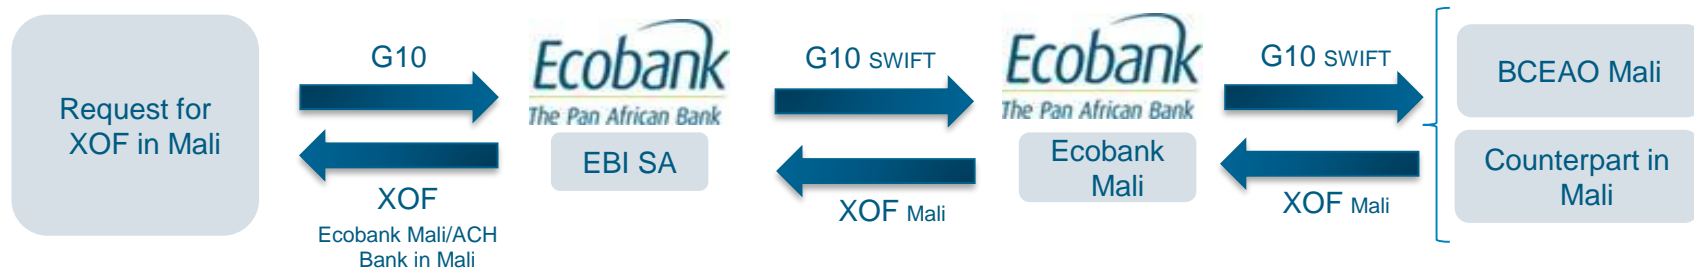 Request for
XOF in Mali
G10
XOF
Ecobank Mali/ACH
Bank in Mali
Ecobank
The Pan African Bank
EBI SA
G10 SWIFT
XOF Mali
Ecobank
The Pan African Bank
Ecobank
Mali
G10 SWIFT
XOF Mali
BCEAO Mali
Counterpart in
Mali